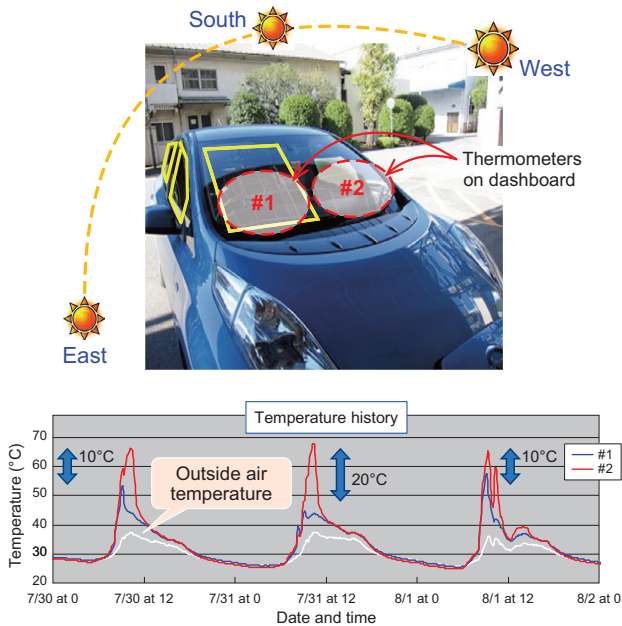 South
West
East
Thermometers
on dashboard
#1
#2
Temperature history
Temperature (°C)
70
60
50
40
30
20
10°C
20°C
10°C
Outside air
temperature
#1
#2
7/30 at 0
7/30 at 12
7/31 at 0
7/31 at 12
8/1 at 0
8/1 at 12
8/2 at 0
Date and time